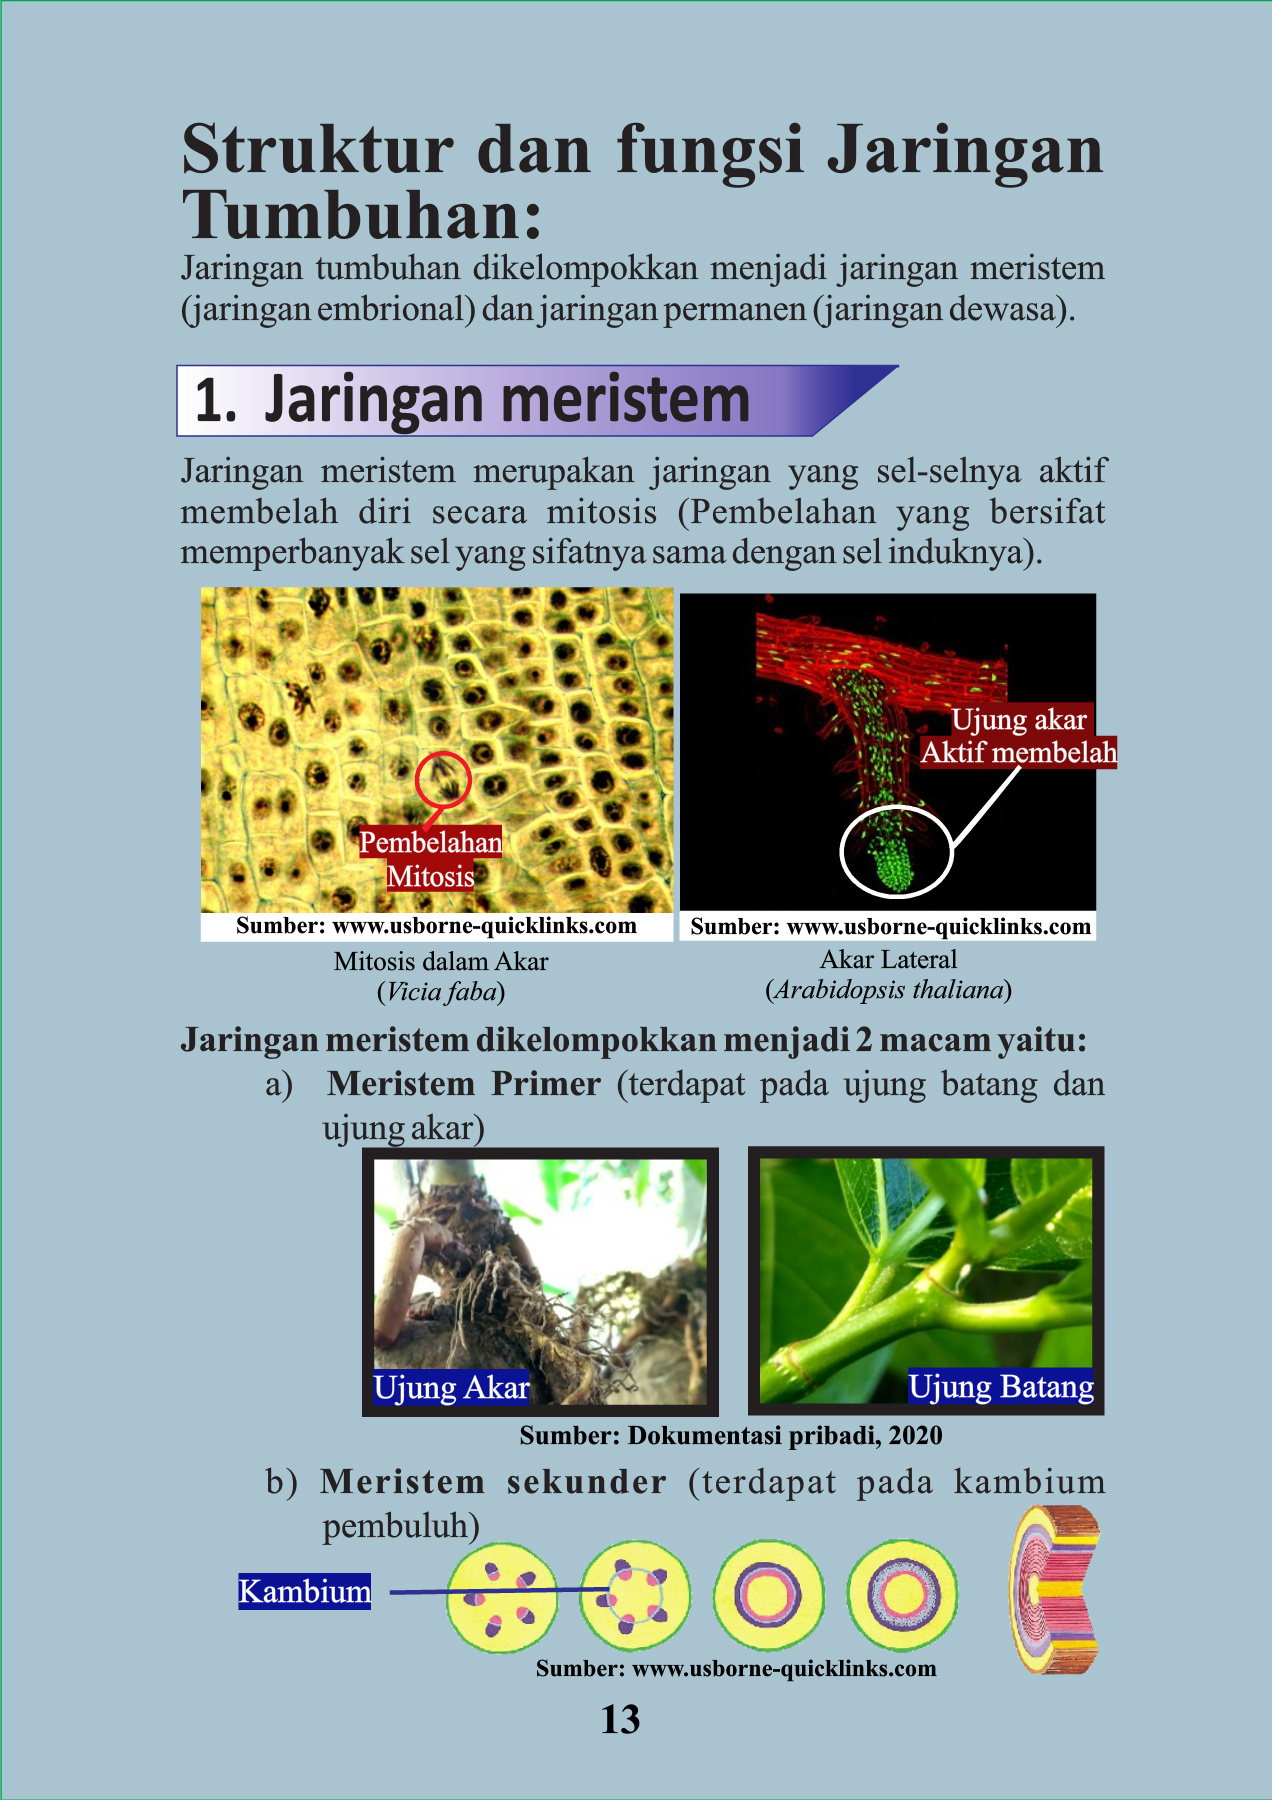 Struktur dan fungsi Jaringan
Tumbuhan:
Jaringan tumbuhan dikelompokkan menjadi jaringan meristem
(jaringan embrional) dan jaringan permanen (jaringan dewasa).
1. Jaringan meristem
Jaringan meristem merupakan jaringan yang sel-selnya aktif
membelah diri secara mitosis (Pembelahan yang bersifat
memperbanyak sel yang sifatnya sama dengan sel induknya).
Pembelahan
Mitosis
Sumber: www.usborne-quicklinks.com
Mitosis dalam Akar
(Vicia faba)
Ujung akar
Aktif membelah
Sumber: www.usborne-quicklinks.com
Akar Lateral
(Arabidopsis thaliana)
Jaringan meristem dikelompokkan menjadi 2 macam yaitu:
a) Meristem Primer (terdapat pada ujung batang dan
ujung akar)
Ujung Akar
Ujung Batang
Sumber: Dokumentasi pribadi, 2020
b) Meristem sekunder (terdapat pada kambium
pembuluh)
Kambium
Sumber: www.usborne-quicklinks.com
13